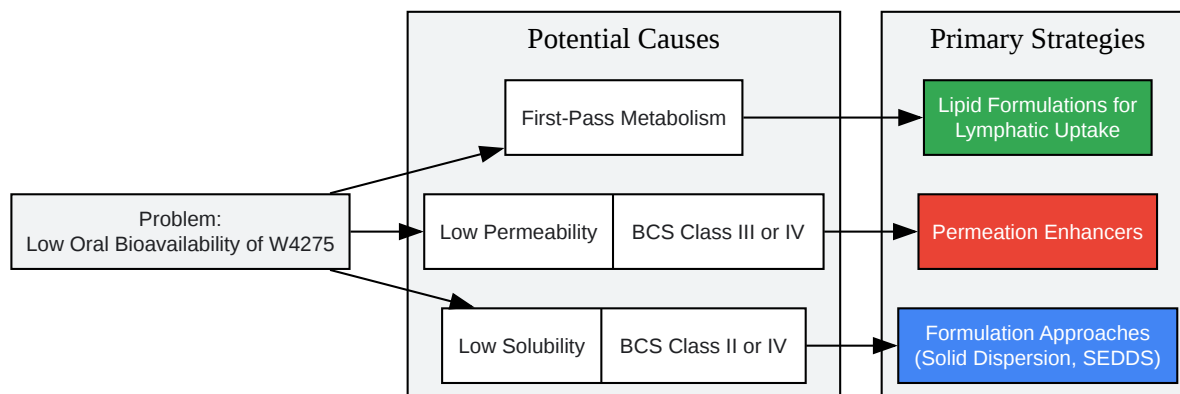 Potential Causes
Primary Strategies
First-Pass Metabolism
Lipid Formulations for
Lymphatic Uptake
Problem:
Low Oral Bioavailability of W4275
Low Permeability
BCS Class III or IV
Permeation Enhancers
Low Solubility
BCS Class II or IV
Formulation Approaches
(Solid Dispersion, SEDDS)